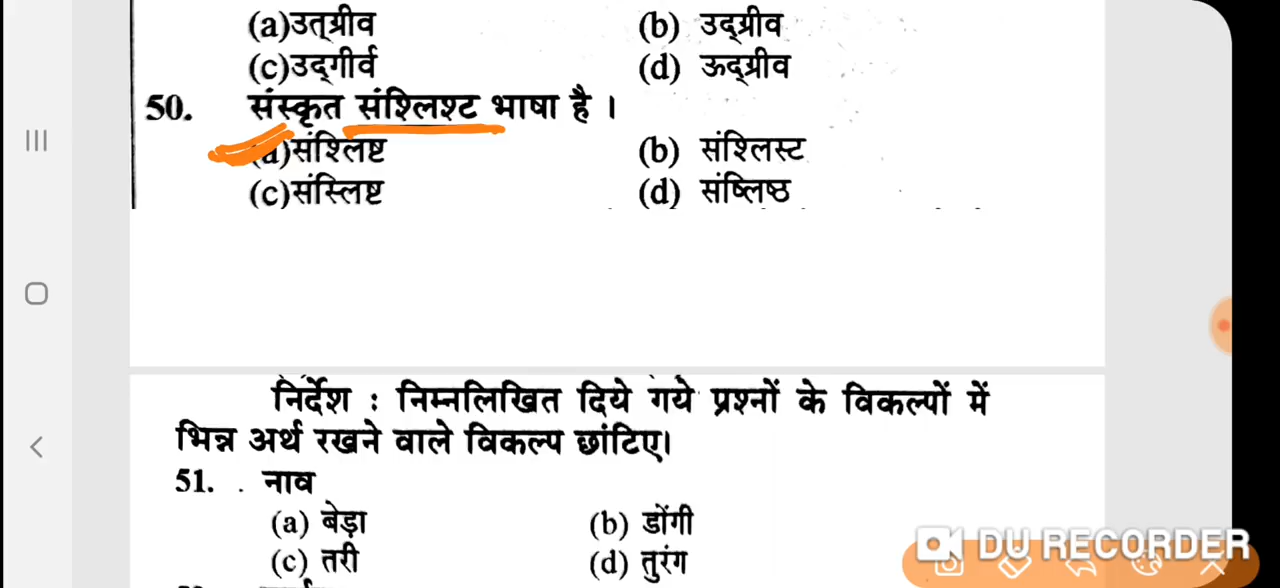 (a)उत्ग्रीव (b) उद्ग्रीव
(c)उद्गीर्व (d) ऊद्ग्रीव
50. संस्कृत संश्लिश्ट भाषा है ।
(a)संश्लिष्ट (b) संश्लिस्ट
(c)संस्लिष्ट (d) संष्लिष्ठ
निर्देश : निम्नलिखित दिये गये प्रश्नों के विकल्पों में
भिन्न अर्थ रखने वाले विकल्प छांटिए।
51. . नाव
(a) बेड़ा (b) डोंगी
(c) तरी (d) तुरंग
DU RECORDER